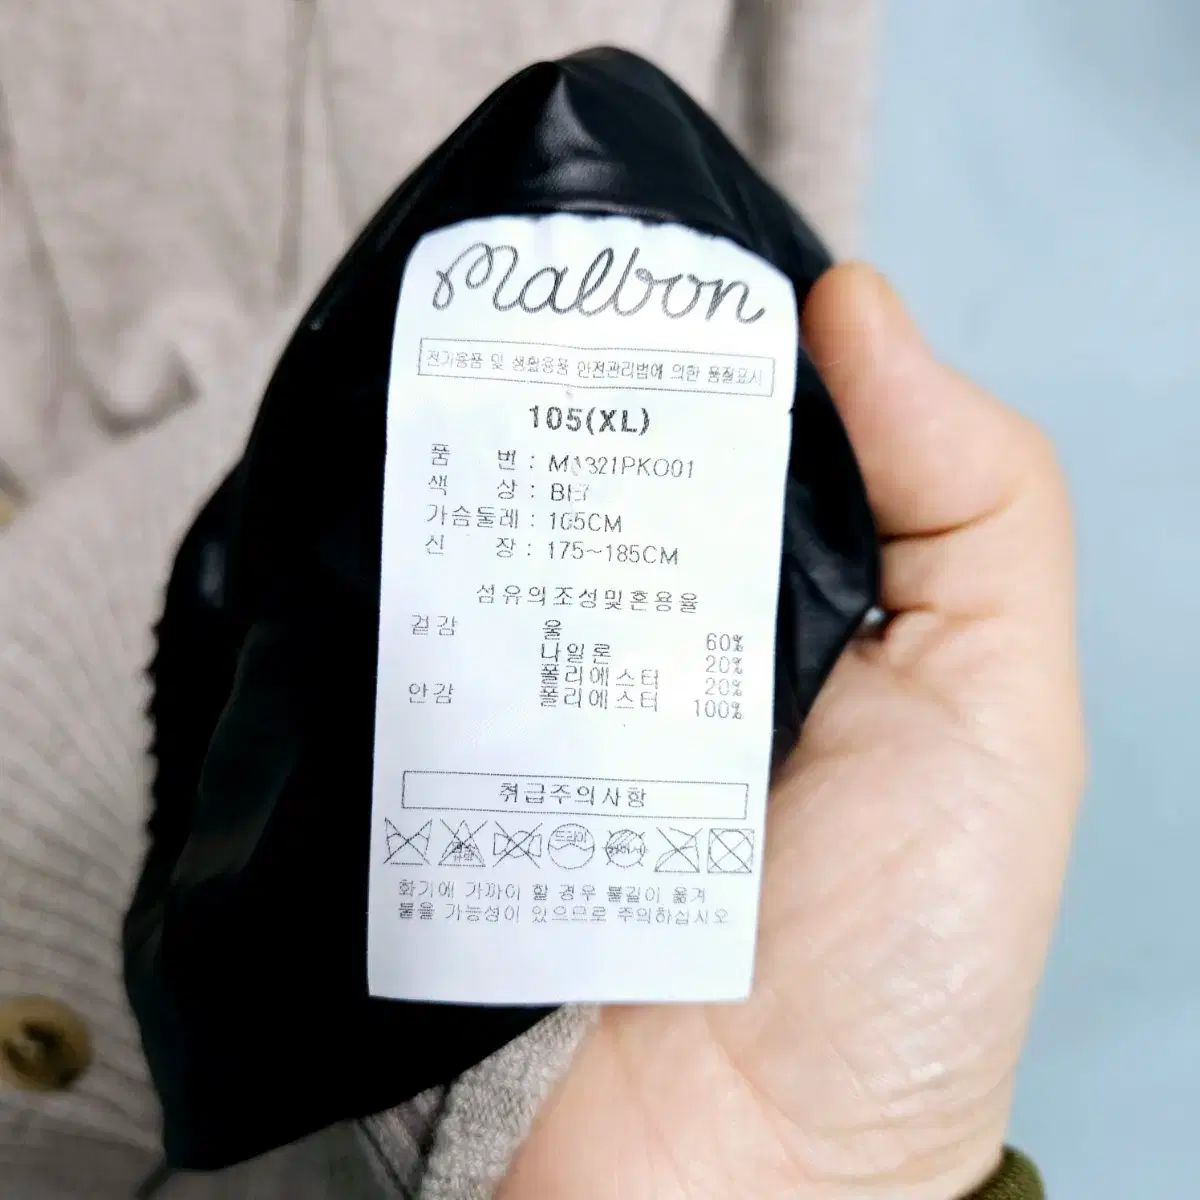 Malbon
전기용품 및 생활용품 안전관리법에 의한 품질표시
105(XL)
품 번 :
색 상 :
가슴둘레 : 105CM
신 장 : 175~185CM
섬유의조성및혼용율
겉감 울 60%
나일론 20%
폴리에스터 20%
안감 폴리에스터 100%
취급주의사항
드라이
화기에 가까이 할 경우 불길이 옮겨
붙을 가능성이 있으므로 주의하십시오